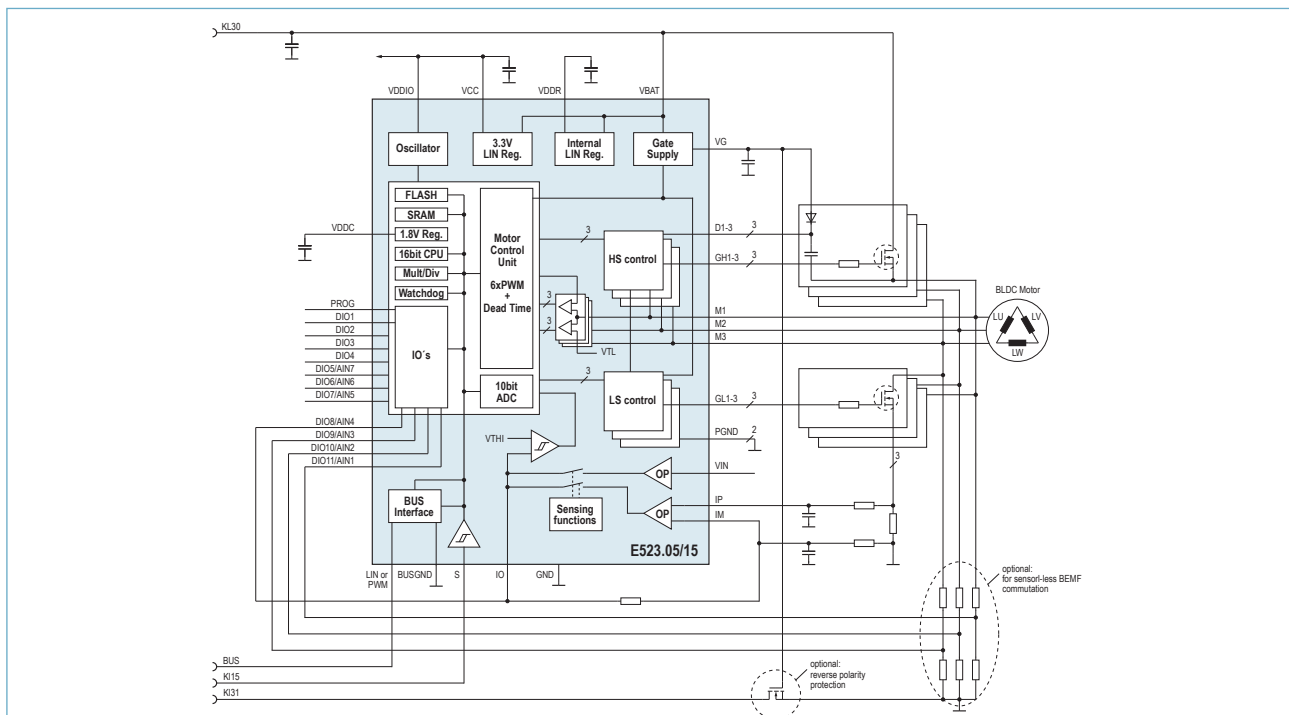 KL30
VDDIO
VCC
VDDR
VBAT
Oscillator
3.3V
LIN Reg.
Internal
LIN Reg.
Gate
Supply
VG
FLASH
SRAM
1.8V Reg.
16bit CPU
Mult/Div
Watchdog
VDDC
Motor
Control
Unit
6xPWM
+
Dead Time
3
HS control
D1-3
3
GH1-3
3
3
3
VTL
M1
M2
M3
BLDC Motor
LU
LV
LW
PROG
DIO1
DIO2
DIO3
DIO4
DIO5/AIN7
DIO6/AIN6
DIO7/AIN5
IO´s
DIO8/AIN4
DIO9/AIN3
DIO10/AIN2
DIO11/AIN1
10bit
ADC
3
LS control
GL1-3
3
PGND
2
3
VTHI
OP
VIN
OP
IP
IM
BUS
Interface
Sensing
functions
E523.05/15
LIN or
PWM
BUSGND
S
IO
GND
optional:
for sensorl-less BEMF
commutation
BUS
Kl15
Kl31
optional:
reverse polarity
protection